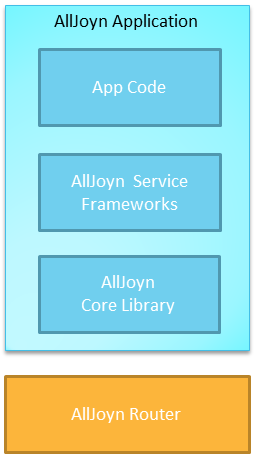 AllJoyn Application
App Code
AllJoyn Service
Frameworks
AllJoyn
Core Library
AllJoyn Router